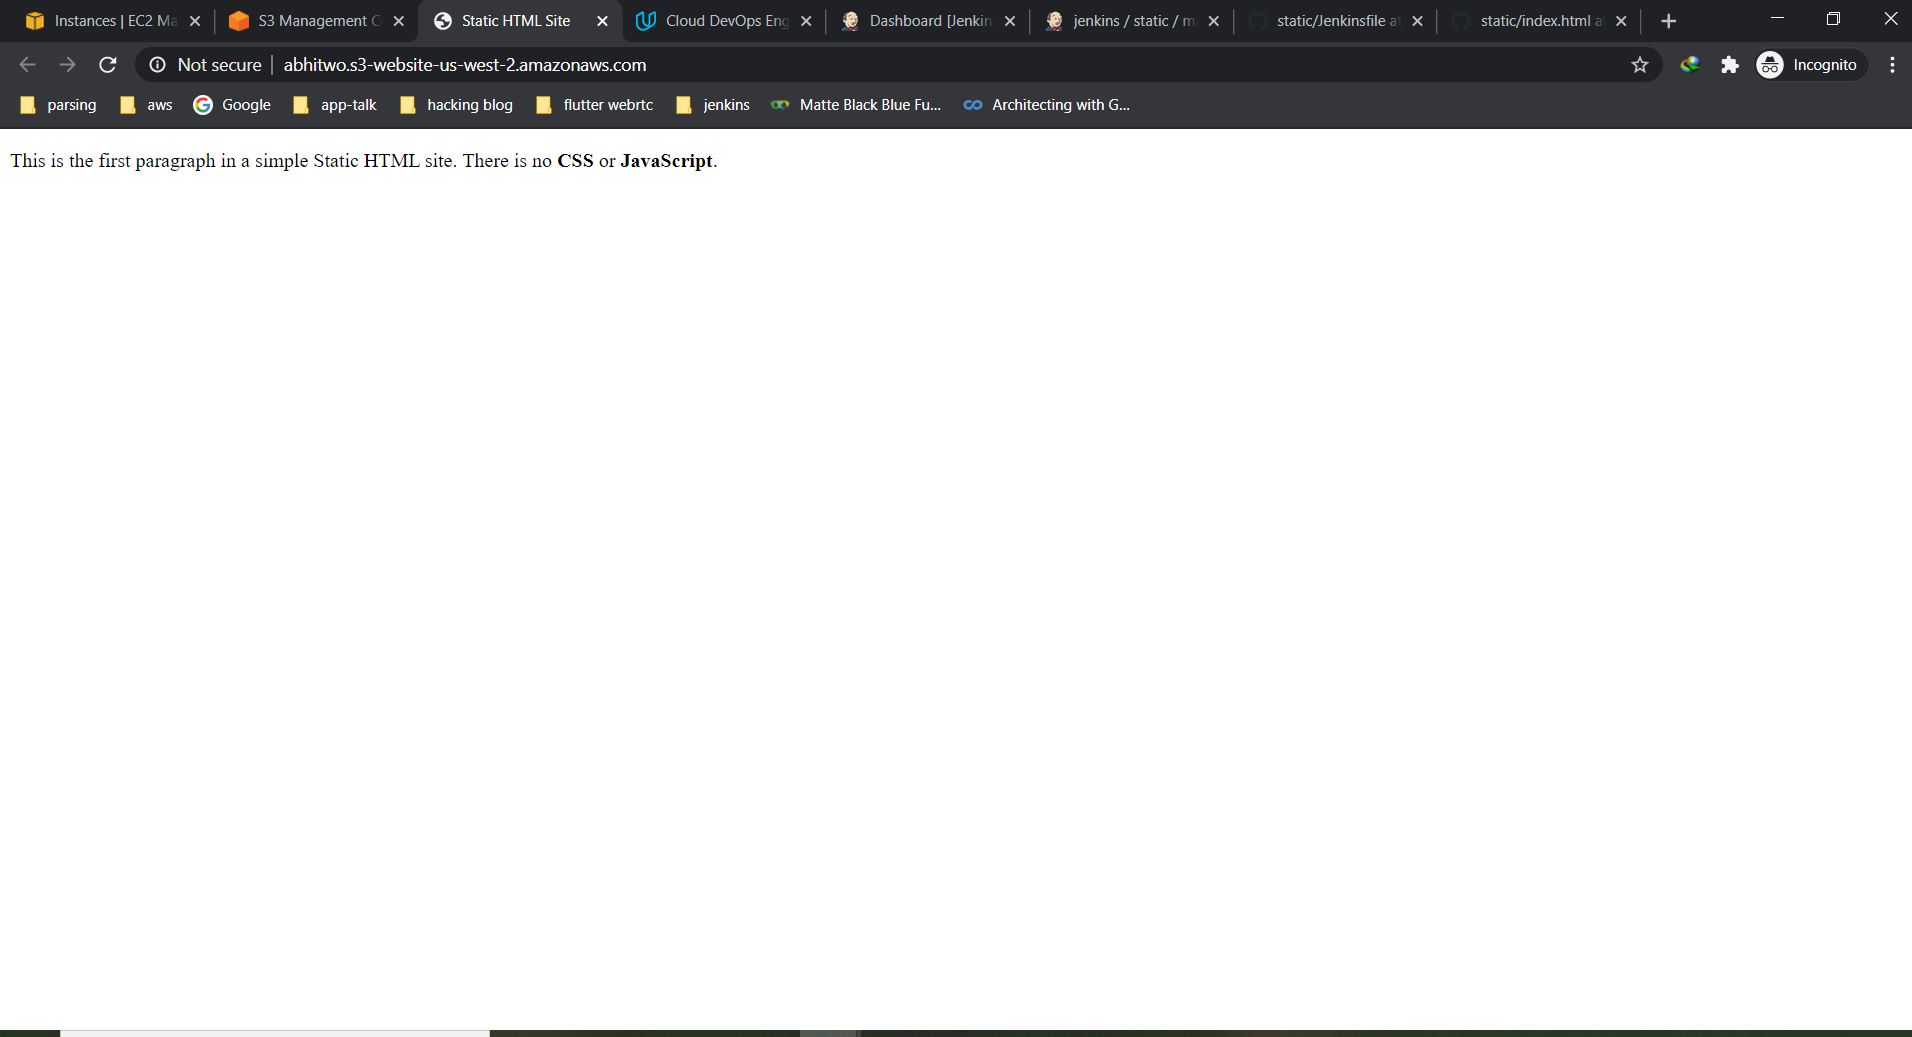 Instances | EC2 Ma
S3 Management C
Static HTML Site
Cloud DevOps Eng
Dashboard [Jenkin
jenkins / static / m
static/Jenkinsfile at
static/index.html a
Not secure | abhitwo.s3-website-us-west-2.amazonaws.com
Incognito
parsing aws Google app-talk hacking blog flutter webrtc jenkins Matte Black Blue Fu... Architecting with G...
This is the first paragraph in a simple Static HTML site. There is no CSS or JavaScript.